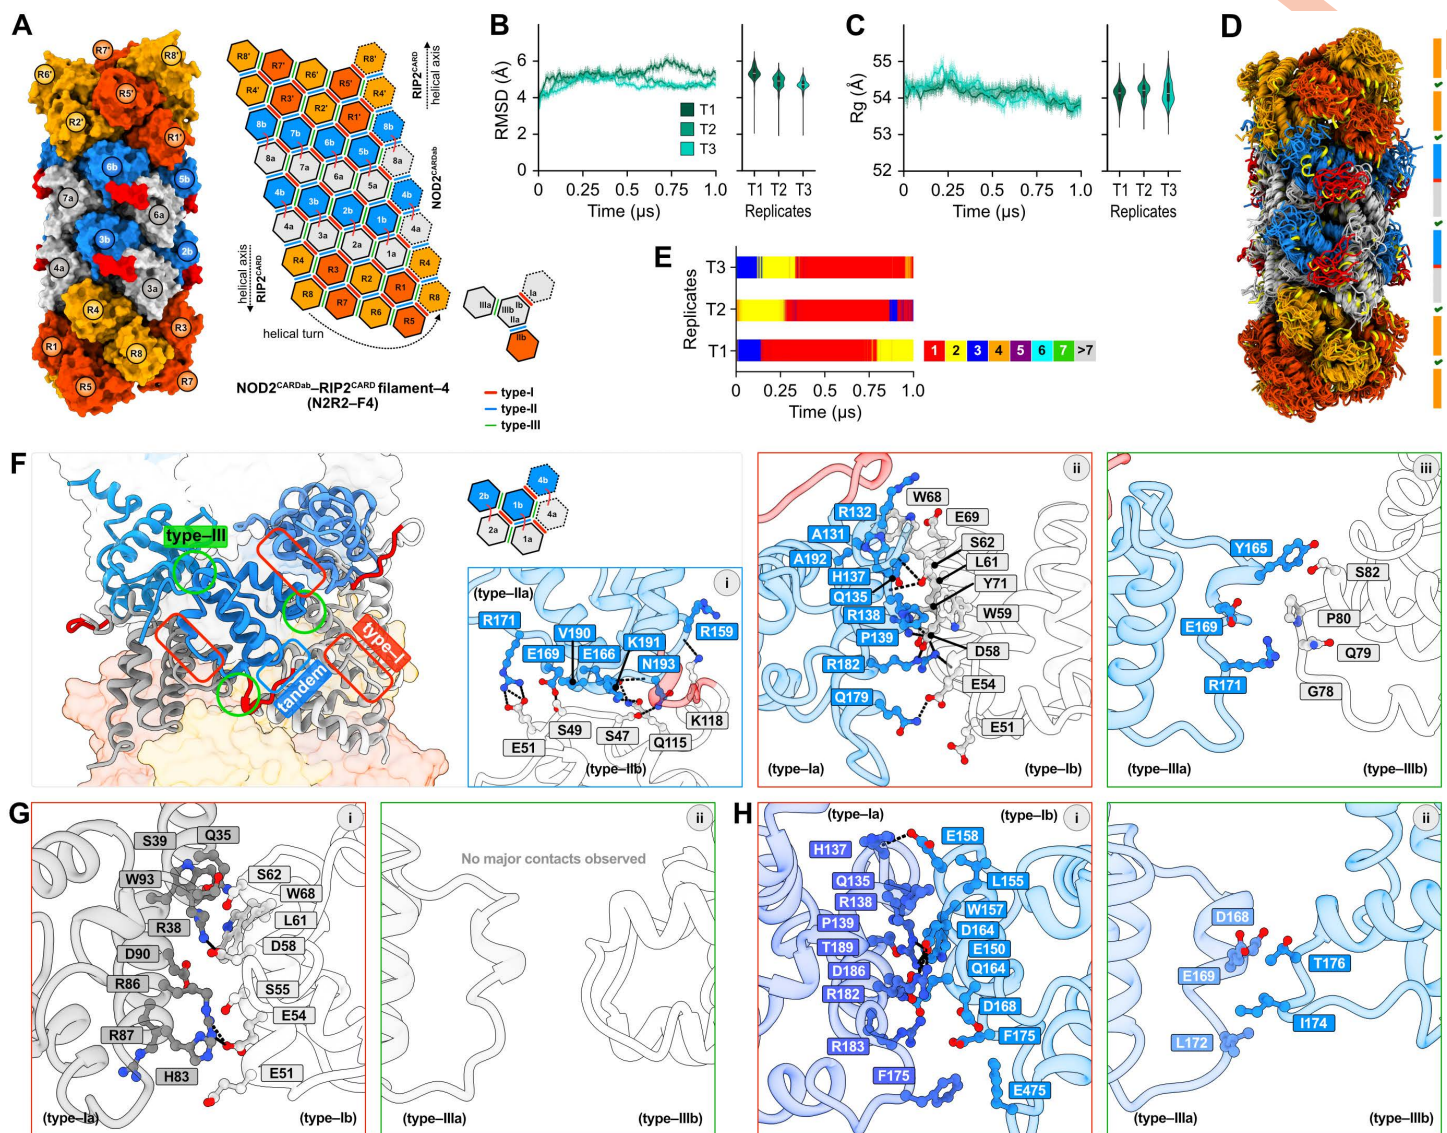 A
R7'
R8'
R6'
R5'
R2'
R1'
6b
5b
7a
6a
3b
2b
4a
3a
R4
R3
R1
R8
R5
R7
R8'
R7'
R6'
R5'
R4'
R4'
R3'
R2'
R1'
8b
8b
7b
6b
5b
8a
8a
7a
6a
5a
4b
4b
3b
2b
1b
4a
4a
3a
2a
1a
R4
R4
R3
R2
R1
R8
R8
R7
R6
R5
RIP2CARD
helical axis
NOD2CARDab
helical axis
RIP2CARD
helical turn
Ia
IIIa
IIIb
Ib
IIa
IIb
NOD2CARDab–RIP2CARD filament–4
(N2R2–F4)
type-I
type-II
type-III
B
RMSD (Å)
6
4
2
0
T1
T2
T3
0 0.25 0.75 1.0
Time (µs)
T1 T2 T3
Replicates
C
Rg (Å)
55
54
53
52
0 0.25 0.75 1.0
Time (µs)
T1 T2 T3
Replicates
D
E
Replicates
T3
T2
T1
0 0.25 0.75 1.0
Time (µs)
1 2 3 4 5 6 7 >7
F
type–III
type–I
tandem
2b
1b
4b
2a
1a
4a
i
(type–IIa)
R171
V190
K191
R159
E169
E166
N193
E51
S49
S47
Q115
K118
(type–IIb)
ii
R132
W68
A131
E69
A192
S62
H137
L61
Q135
Y71
R138
W59
P139
D58
R182
E54
Q179
E51
(type–Ia)
(type–Ib)
iii
Y165
S82
E169
P80
Q79
R171
G78
(type–IIIa)
(type–IIIb)
G
i
S39
Q35
W93
S62
W68
R38
L61
D90
D58
R86
S55
E54
R87
H83
E51
(type–Ia)
(type–Ib)
ii
No major contacts observed
(type–IIIa)
(type–IIIb)
H
(type–Ia)
(type–Ib)
i
H137
E158
Q135
L155
R138
W157
P139
D164
T189
E150
D186
Q164
R182
D168
R183
F175
F175
E475
ii
D168
T176
E169
I174
L172
(type–IIIa)
(type–IIIb)